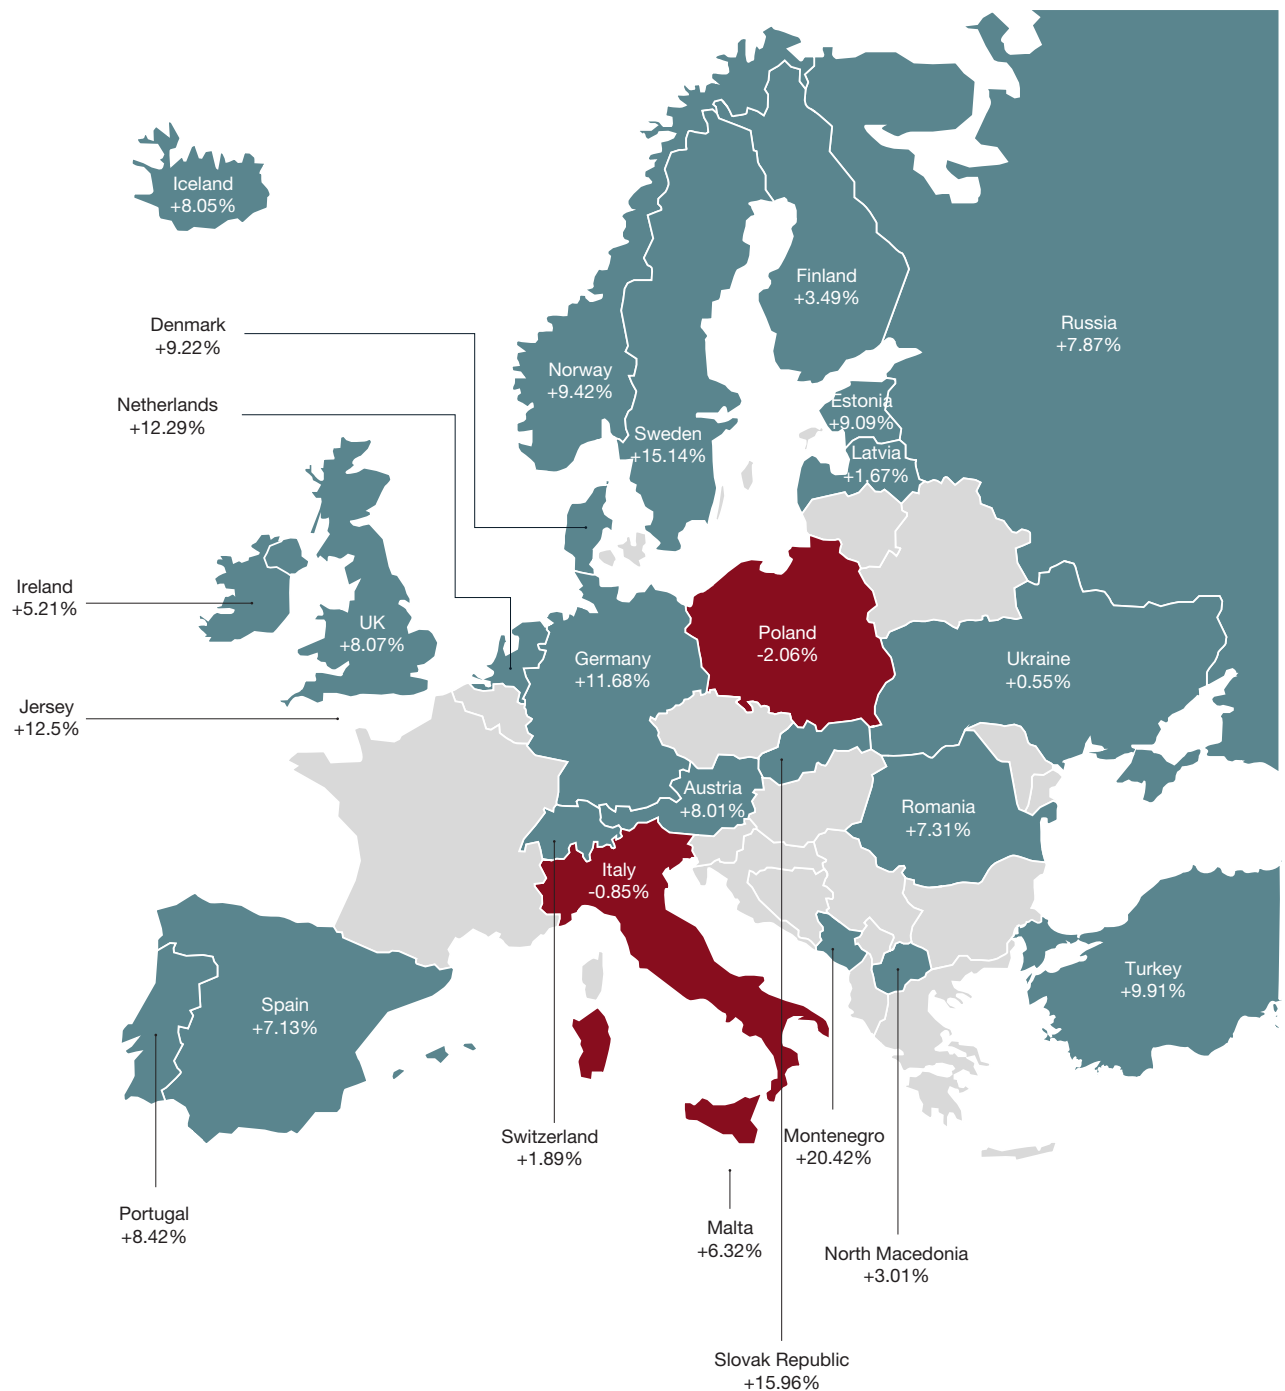 Iceland
+8.05%
Finland
+3.49%
Denmark
+9.22%
Russia
+7.87%
Norway
+9.42%
Netherlands
+12.29%
Estonia
+9.09%
Sweden
+15.14%
Latvia
+1.67%
Ireland
+5.21%
UK
+8.07%
Poland
-2.06%
Germany
+11.68%
Ukraine
+0.55%
Jersey
+12.5%
Austria
+8.01%
Romania
+7.31%
Italy
-0.85%
Turkey
+9.91%
Spain
+7.13%
Switzerland
+1.89%
Montenegro
+20.42%
Portugal
+8.42%
Malta
+6.32%
North Macedonia
+3.01%
Slovak Republic
+15.96%